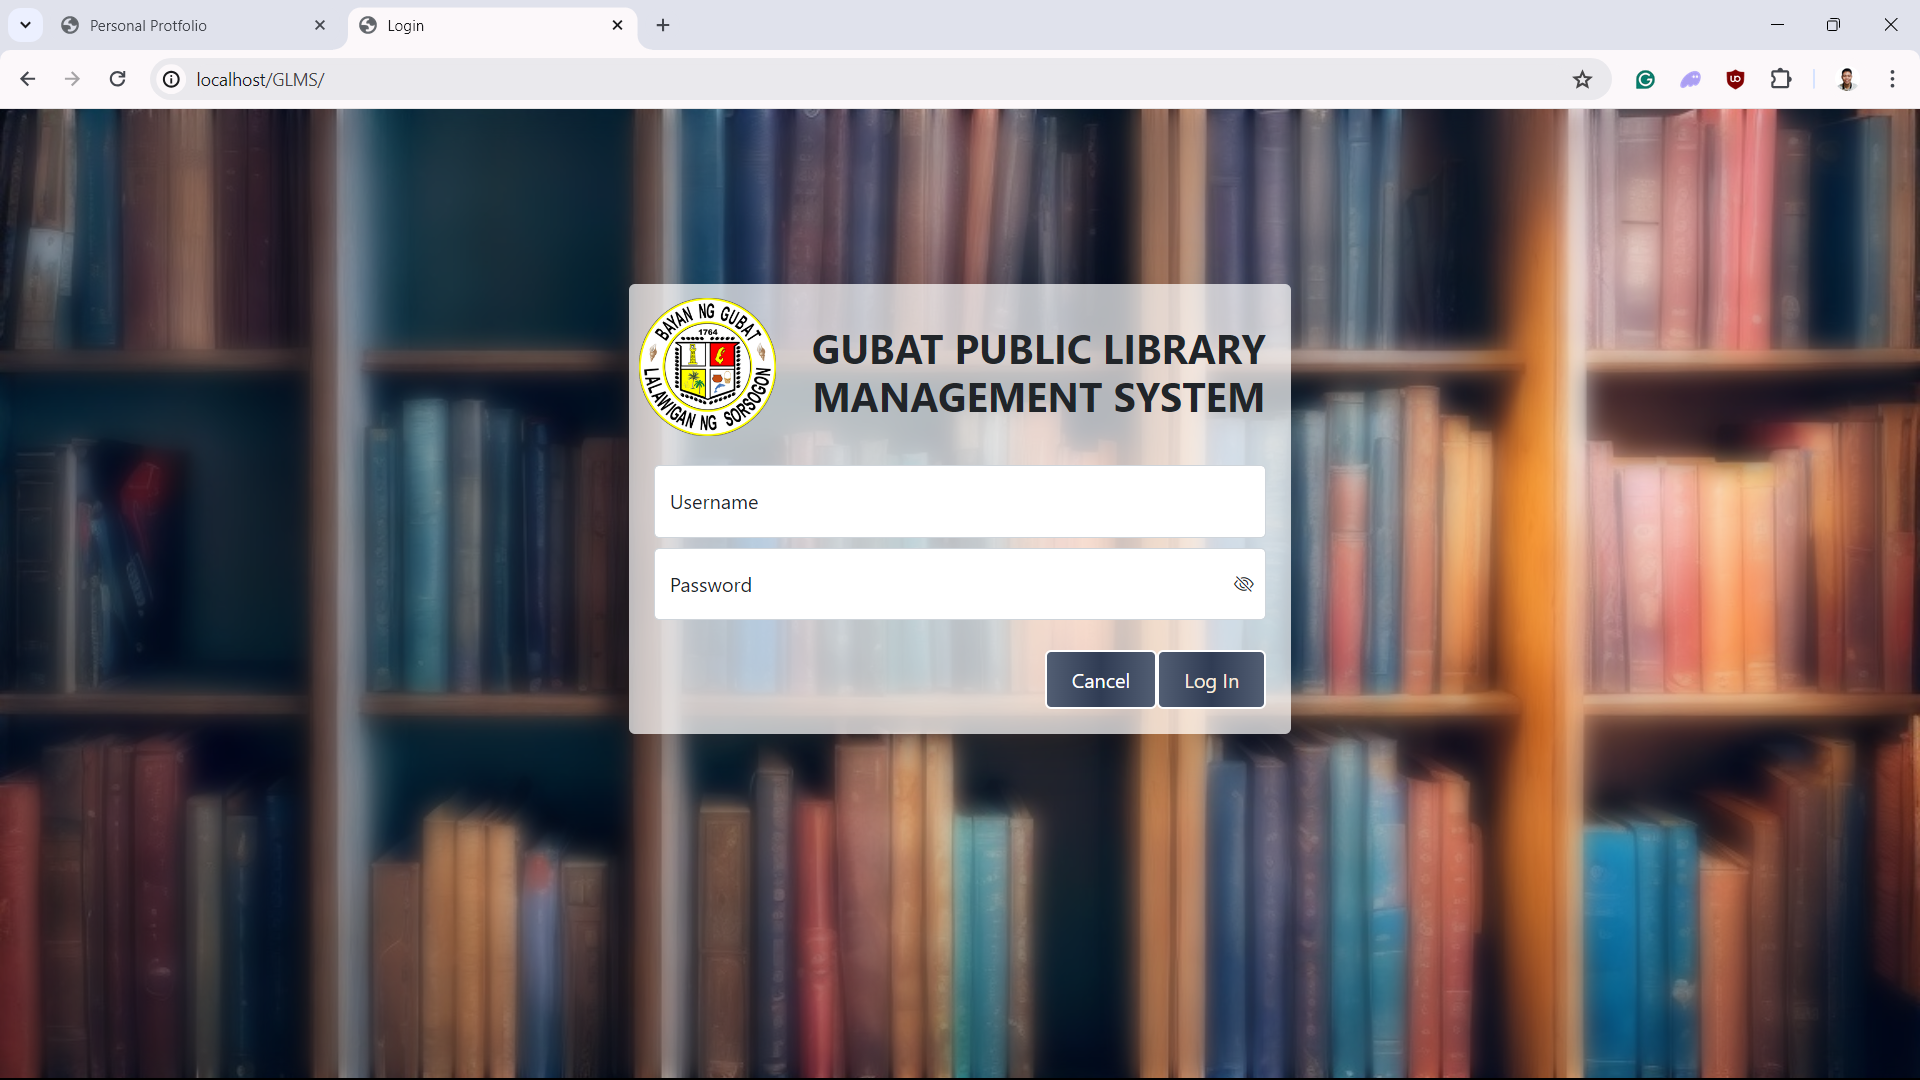 Personal Protfolio
Login
localhost/GLMS/
BAYAN NG GUBAT
1764
LALAWIGAN NG SORSOGON
GUBAT PUBLIC LIBRARY
MANAGEMENT SYSTEM
Username
Password
Cancel
Log In